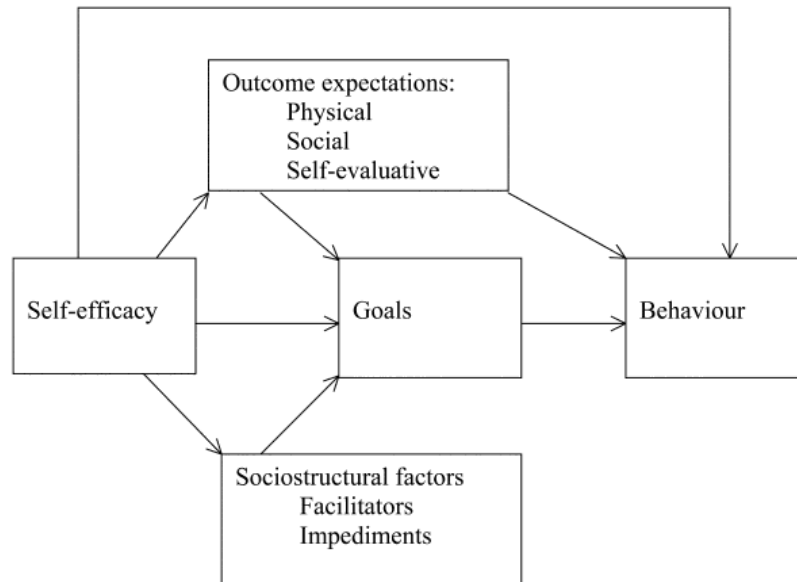 Outcome expectations:
Physical
Social
Self-evaluative
Self-efficacy
Goals
Behaviour
Sociostructural factors
Facilitators
Impediments